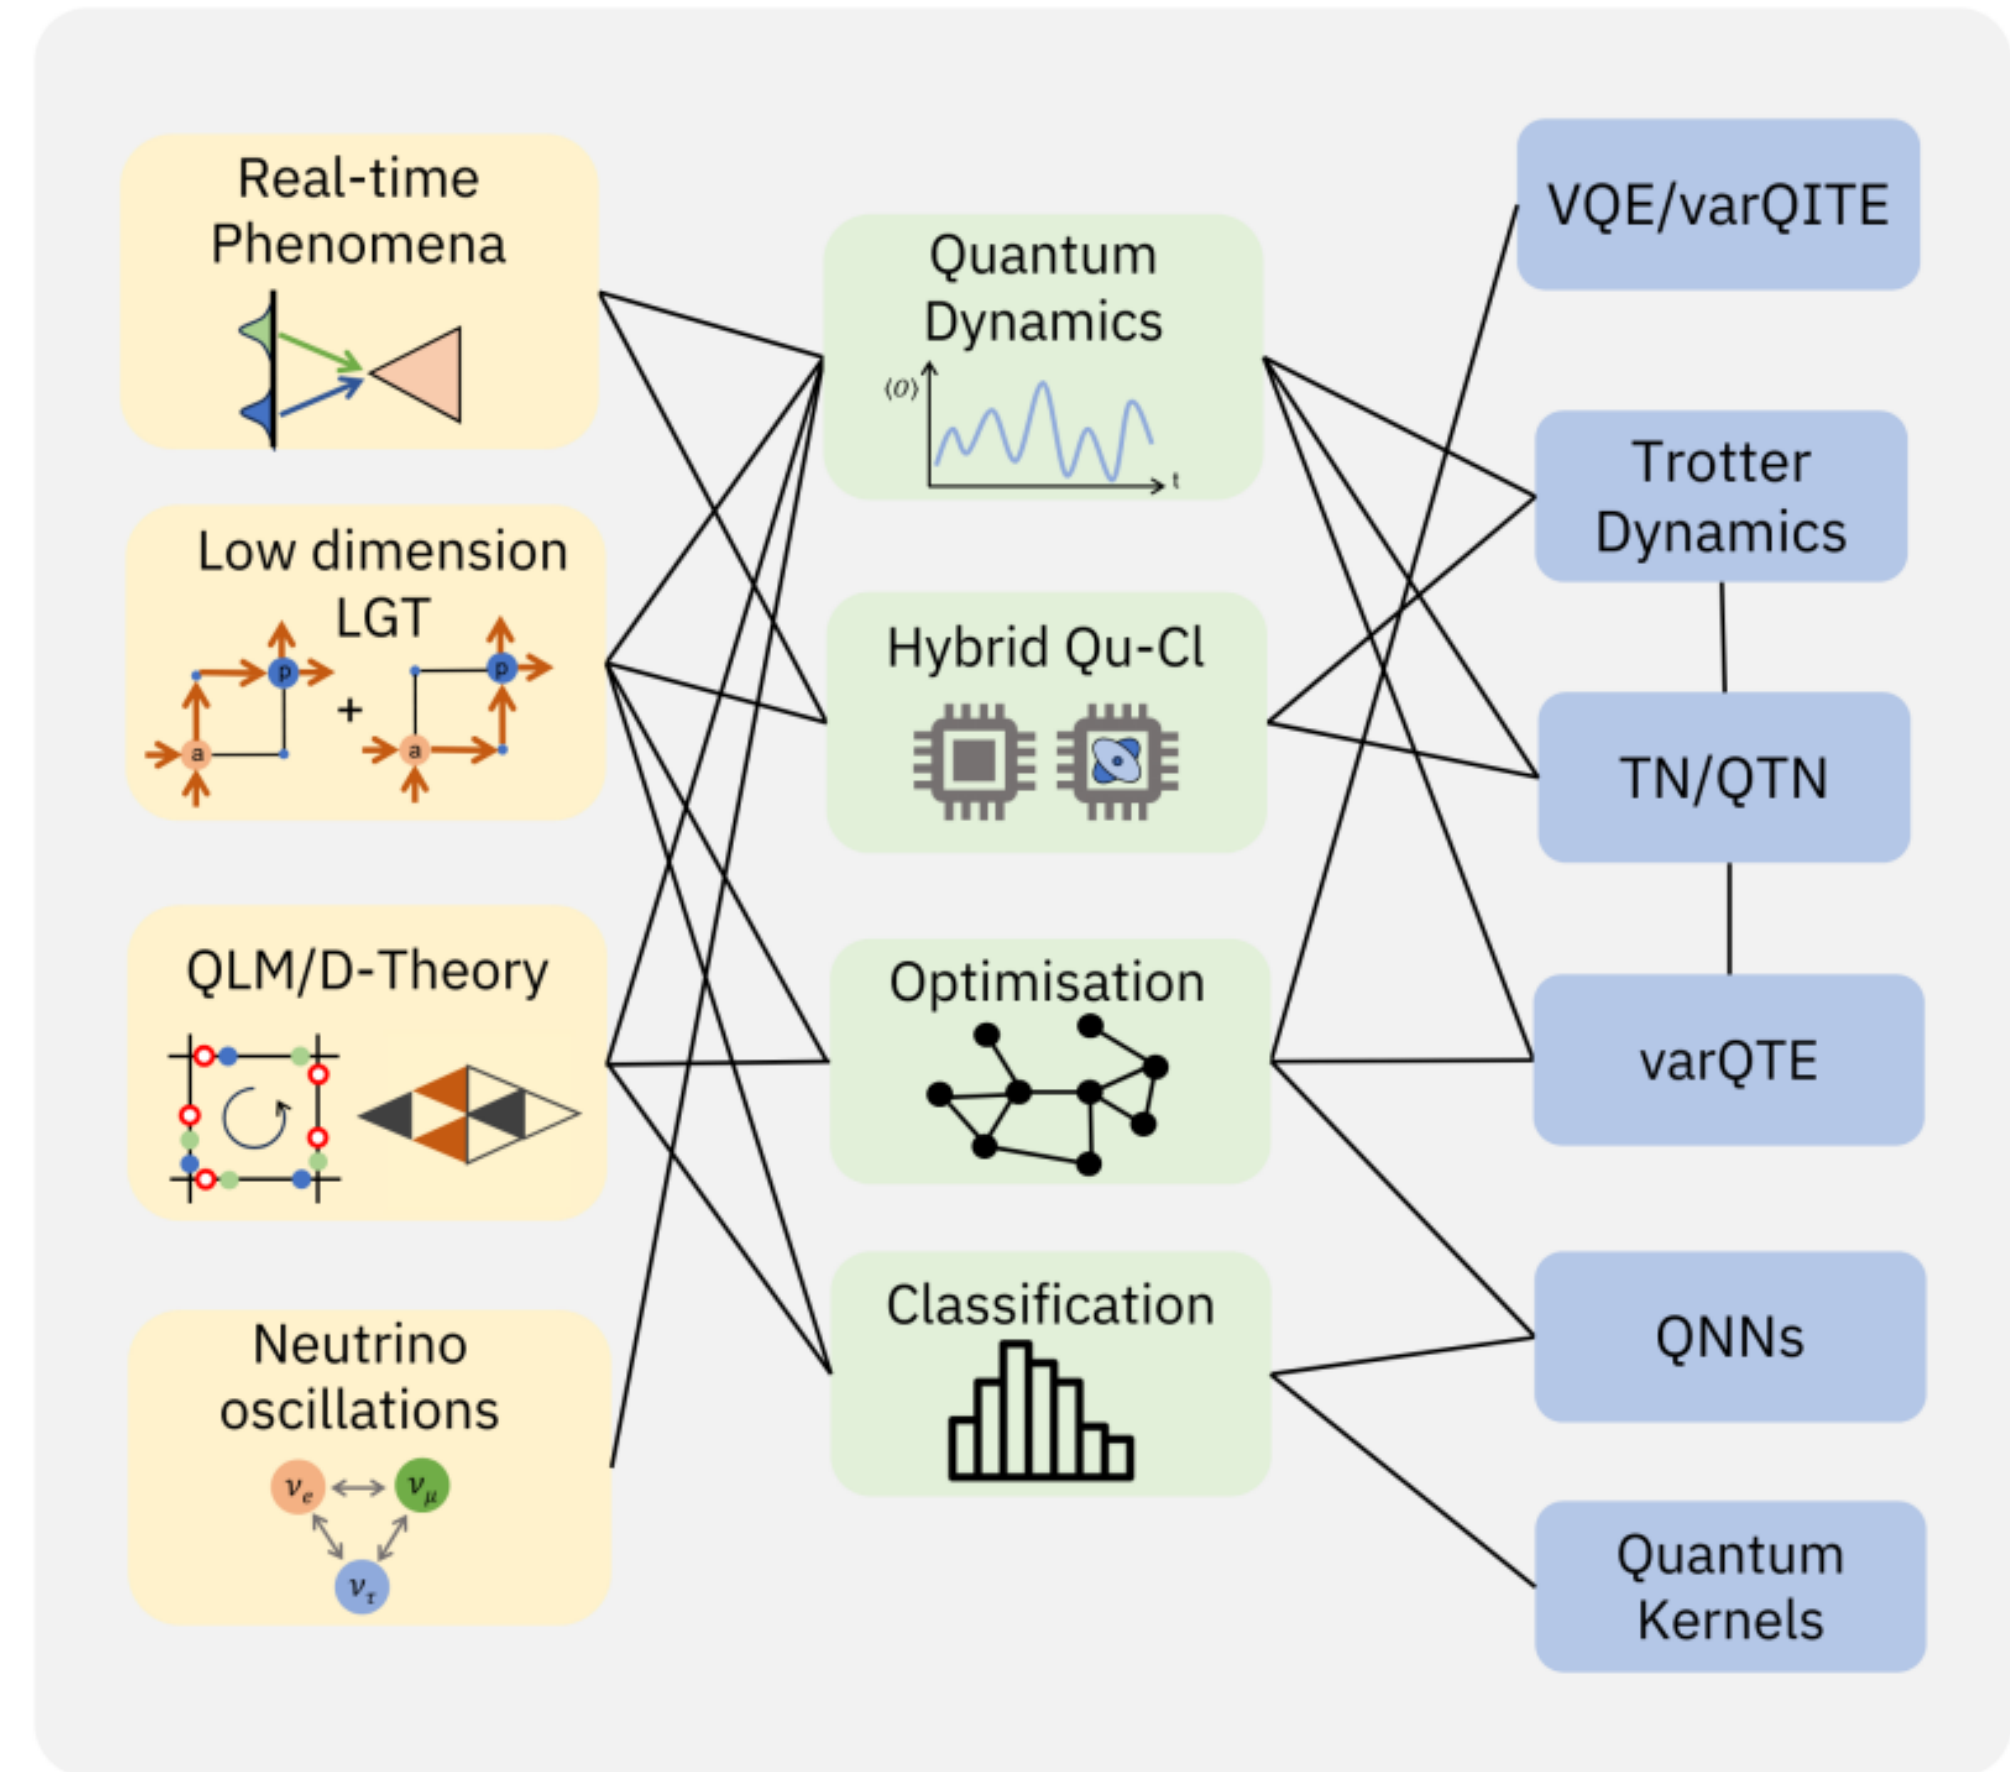 Real-time
Phenomena
Low dimension
LGT
p
a
+
p
a
QLM/D-Theory
Neutrino
oscillations
νe
νμ
ντ
Quantum
Dynamics
⟨O⟩
t
Hybrid Qu-Cl
Optimisation
Classification
VQE/varQITE
Trotter
Dynamics
TN/QTN
varQTE
QNNs
Quantum
Kernels